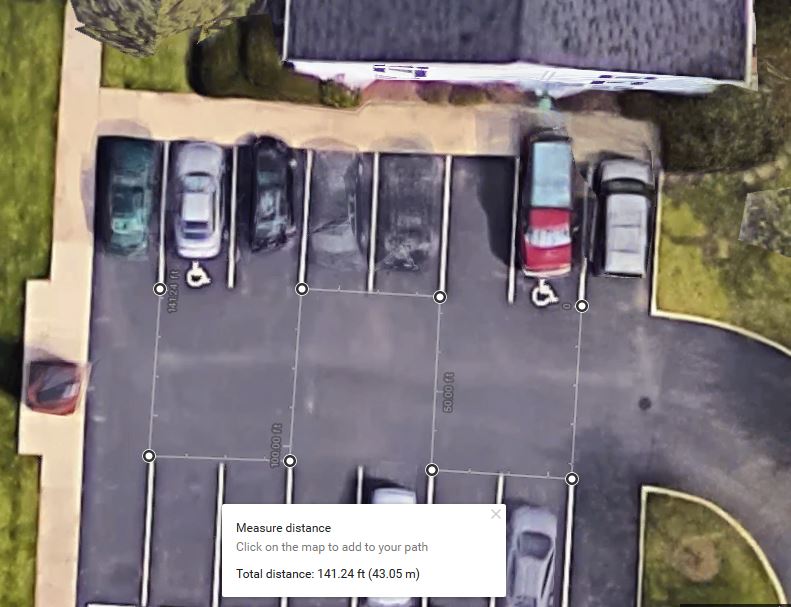 141.24 ft
0
50.00 ft
100.00 ft
Measure distance
Click on the map to add to your path
Total distance: 141.24 ft (43.05 m)